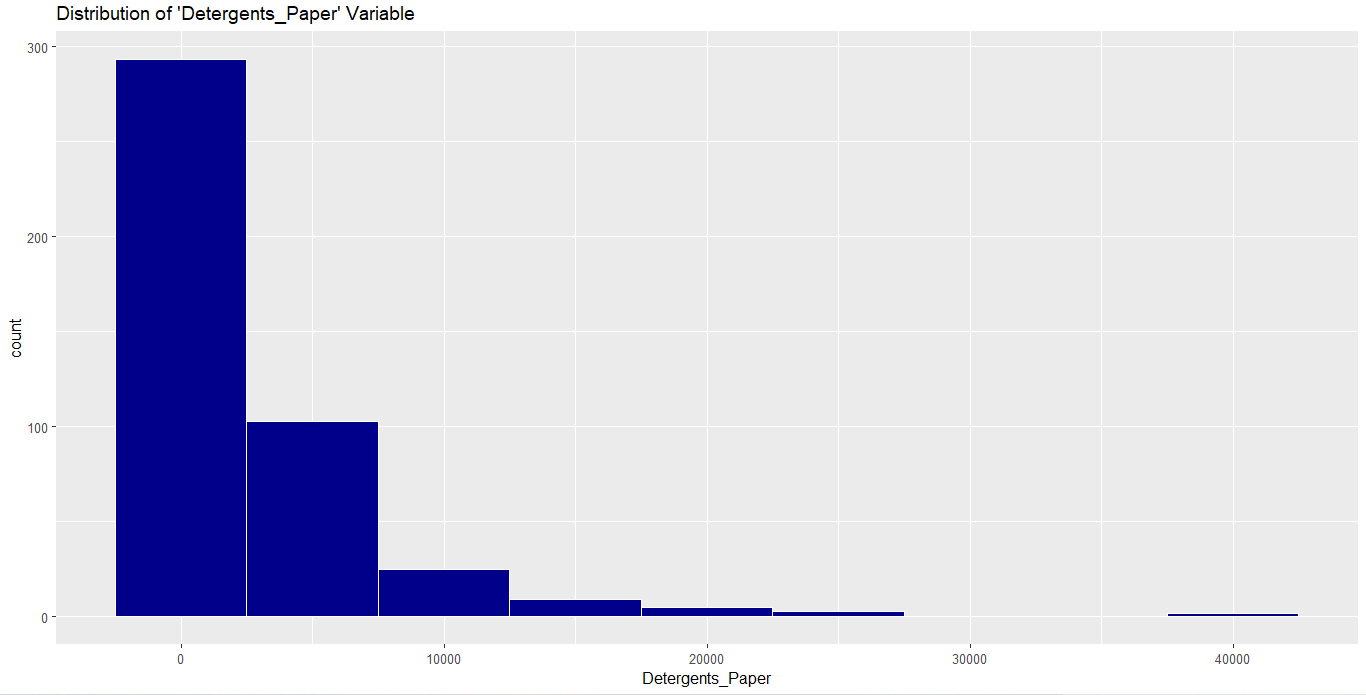 Distribution of 'Detergents_Paper' Variable
300
200
100
0
count
0 10000 20000 30000 40000
Detergents_Paper